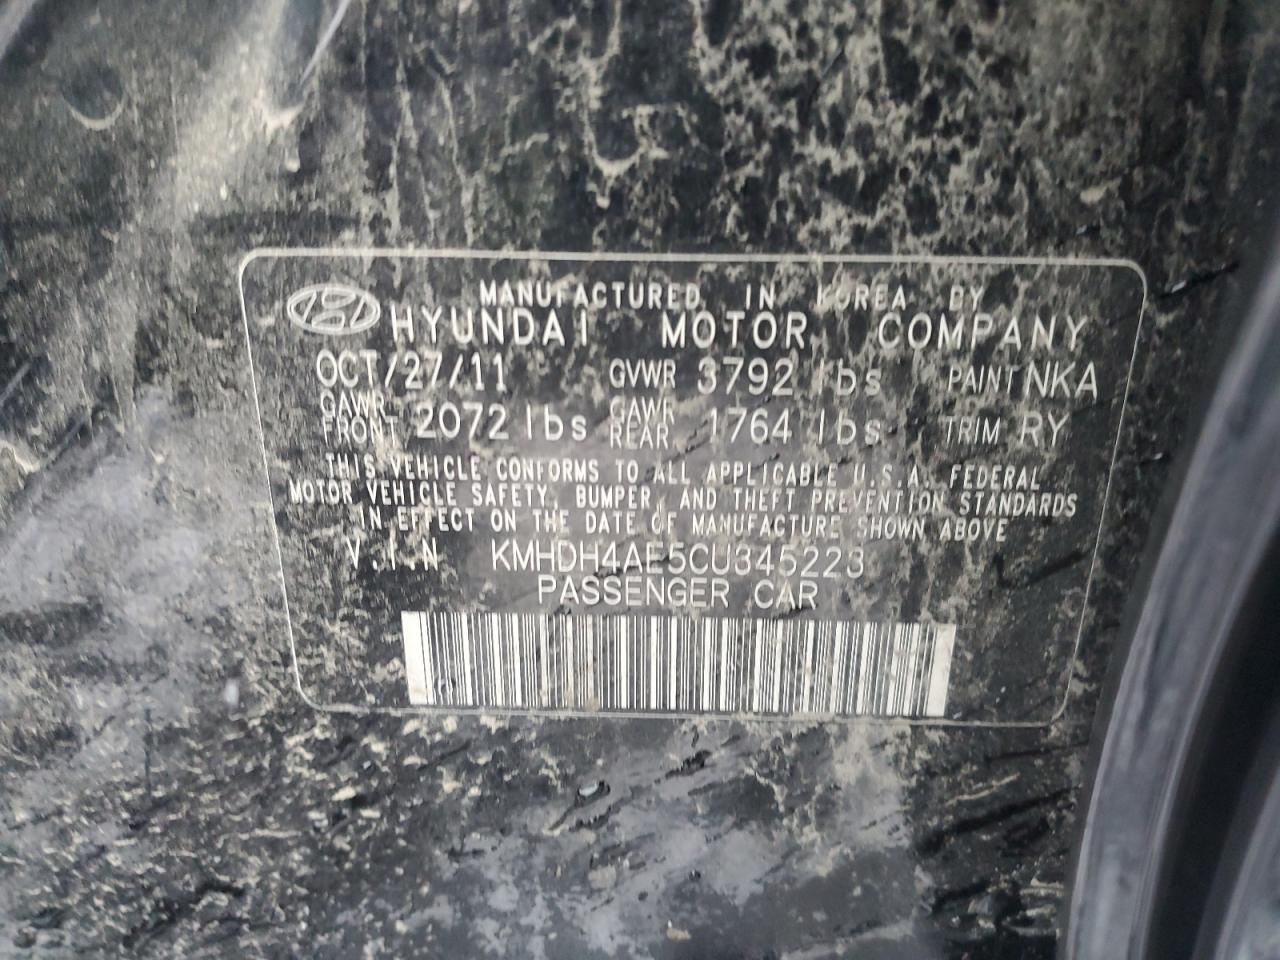 MANUFACTURED IN KOREA BY
HYUNDAI MOTOR COMPANY
OCT/27/11 GVWR 3792 lbs PAINT NKA
GAWR FRONT 2072 lbs GAWR REAR 1764 lbs TRIM RY
THIS VEHICLE CONFORMS TO ALL APPLICABLE U.S.A. FEDERAL
MOTOR VEHICLE SAFETY, BUMPER, AND THEFT PREVENTION STANDARDS
IN EFFECT ON THE DATE OF MANUFACTURE SHOWN ABOVE
V.I.N KMHDH4AE5CU345223
PASSENGER CAR